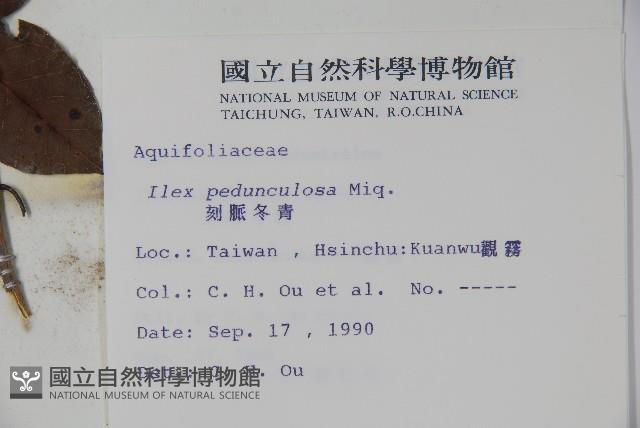 國立自然科學博物館
NATIONAL MUSEUM OF NATURAL SCIENCE
TAICHUNG, TAIWAN, R.O.CHINA
Aquifoliaceae
Ilex pedunculosa Miq.
刻脈冬青
Loc.: Taiwan , Hsinchu:Kuanwu觀霧
Col.: C. H. Ou et al. No. -----
Date: Sep. 17 , 1990
Ou
國立自然科學博物館
NATIONAL MUSEUM OF NATURAL SCIENCE